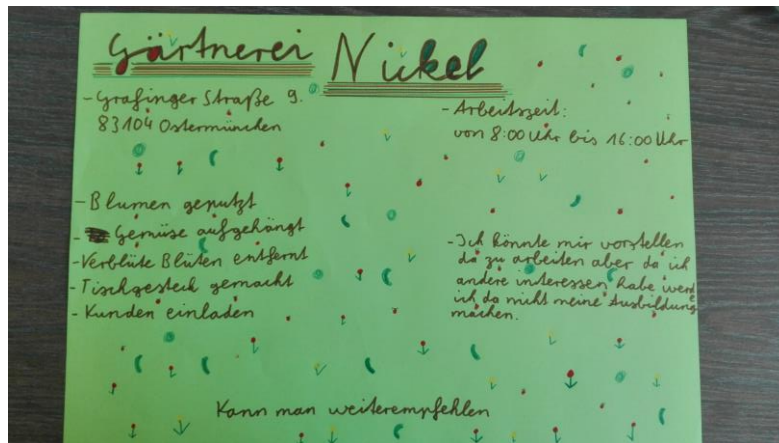 Gärtnerei Nickel
- Grafinger Straße 9.
83104 Ostermünchen
- Arbeitszeit:
von 8:00 Uhr bis 16:00 Uhr
- Blumen geputzt
- Gemüse aufgehängt
- Verblüte Blüten entfernt
- Tischgesteck gemacht
- Kunden einladen
- Ich könnte mir vorstellen
da zu arbeiten aber da ich
andere interessen habe werd
ich da nicht meine Ausbildung
machen.
Kann man weiterempfehlen